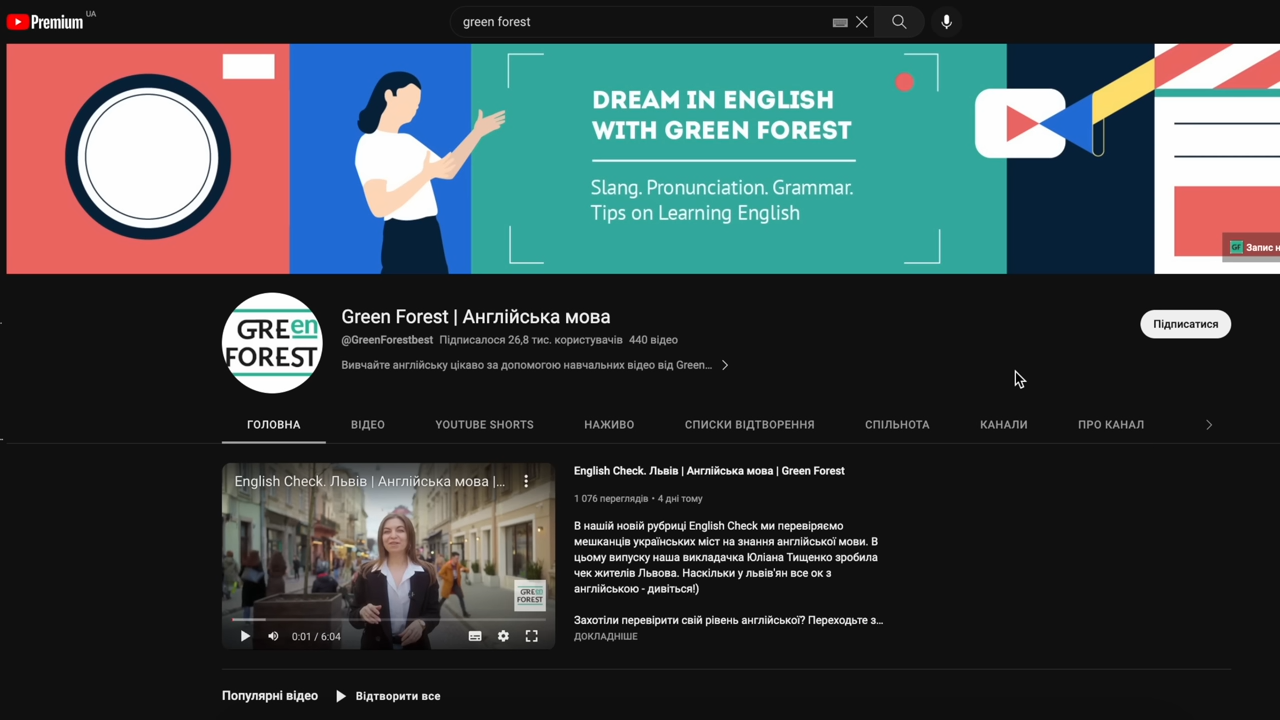 Premium UA
green forest
DREAM IN ENGLISH
WITH GREEN FOREST
Slang. Pronunciation. Grammar.
Tips on Learning English
GF Запис н
GREen
FOREST
Green Forest | Англійська мова
@GreenForestbest Підписалося 26,8 тис. користувачів 440 відео
Вивчайте англійську цікаво за допомогою навчальних відео від Green...
Підписатися
ГОЛОВНА ВІДЕО YOUTUBE SHORTS НАЖИВО СПИСКИ ВІДТВОРЕННЯ СПІЛЬНОТА КАНАЛИ ПРО КАНАЛ
English Check. Львів | Англійська мова |...
GREen
FOREST
0:01 / 6:04
English Check. Львів | Англійська мова | Green Forest
1 076 переглядів • 4 дні тому
В нашій новій рубриці English Check ми перевіряємо
мешканців українських міст на знання англійської мови. В
цьому випуску наша викладачка Юліана Тищенко зробила
чек жителів Львова. Наскільки у львів'ян все ок з
англійською - дивіться!)
Захотіли перевірити свій рівень англійської? Переходьте з...
ДОКЛАДНІШЕ
Популярні відео Відтворити все